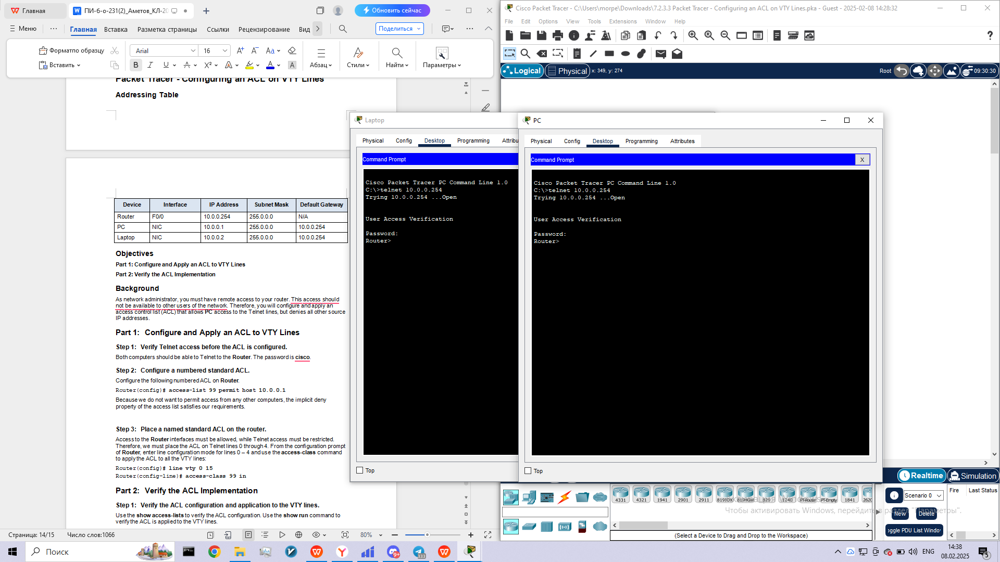 Главная
ПИ-6-о-231(2)_Аметов_КЛ-20
Обновить сейчас
Меню
Главная
Вставка
Разметка страницы
Ссылки
Рецензирование
Вид
Поделиться
Формат по образцу
Вставить
Arial
16
Абзац
Стили
Найти
Параметры
Packet Tracer - Configuring an ACL on VTY Lines
Addressing Table
Device Interface IP Address Subnet Mask Default Gateway
Router F0/0 10.0.0.254 255.0.0.0 N/A
PC NIC 10.0.0.1 255.0.0.0 10.0.0.254
Laptop NIC 10.0.0.2 255.0.0.0 10.0.0.254
Objectives
Part 1: Configure and Apply an ACL to VTY Lines
Part 2: Verify the ACL Implementation
Background
As network administrator, you must have remote access to your router. This access should
not be available to other users of the network. Therefore, you will configure and apply an
access control list (ACL) that allows PC access to the Telnet lines, but denies all other source
IP addresses.
Part 1: Configure and Apply an ACL to VTY Lines
Step 1: Verify Telnet access before the ACL is configured.
Both computers should be able to Telnet to the Router. The password is cisco.
Step 2: Configure a numbered standard ACL.
Configure the following numbered ACL on Router.
Router(config)# access-list 99 permit host 10.0.0.1
Because we do not want to permit access from any other computers, the implicit deny
property of the access list satisfies our requirements.
Step 3: Place a named standard ACL on the router.
Access to the Router interfaces must be allowed, while Telnet access must be restricted.
Therefore, we must place the ACL on Telnet lines 0 through 4. From the configuration prompt
of Router, enter line configuration mode for lines 0 – 4 and use the access-class command
to apply the ACL to all the VTY lines:
Router(config)# line vty 0 15
Router(config-line)# access-class 99 in
Part 2: Verify the ACL Implementation
Step 1: Verify the ACL configuration and application to the VTY lines.
Use the show access-lists to verify the ACL configuration. Use the show run command to
verify the ACL is applied to the VTY lines.
Страница: 14/15
Число слов:1066
80%
Cisco Packet Tracer - C:\Users\morpe\Downloads\7.2.3.3 Packet Tracer - Configuring an ACL on VTY Lines.pka - Guest - 2025-02-08 14:28:32
File Edit Options View Tools Extensions Window Help
Logical
Physical
x: 349, y: 274
Root
09:30:30
Laptop
Physical Config Desktop Programming Attribu
Command Prompt
Cisco Packet Tracer PC Command Line 1.0
C:\>telnet 10.0.0.254
Trying 10.0.0.254 ...Open
User Access Verification
Password:
Router>
Top
PC
Physical Config Desktop Programming Attributes
Command Prompt
X
Cisco Packet Tracer PC Command Line 1.0
C:\>telnet 10.0.0.254
Trying 10.0.0.254 ...Open
User Access Verification
Password:
Router>
Top
Realtime
Simulation
4331 4321 1941 2901 2911 819IOX 819HGW 829 1240 PT-Router PT-Empty 1841 2620
Чтобы активировать Windows, перейдите в раздел "Параметры".
(Select a Device to Drag and Drop to the Workspace)
Scenario 0
New
Delete
oggle PDU List Windo
Fire
Last Status
Поиск
9+
333
ENG
14:38
08.02.2025
5